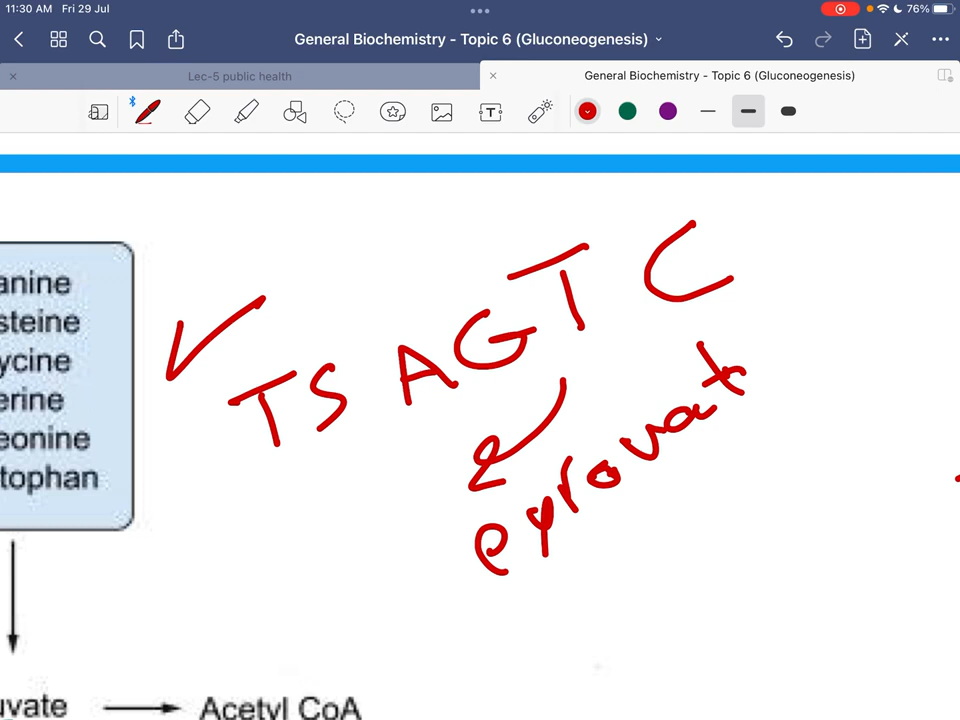 11:30 AM Fri 29 Jul
76%
General Biochemistry - Topic 6 (Gluconeogenesis)
Lec-5 public health
General Biochemistry - Topic 6 (Gluconeogenesis)
T
anine
steine
ycine
erine
eonine
tophan
TSAGTC
pyrovat
uvate
Acetyl CoA